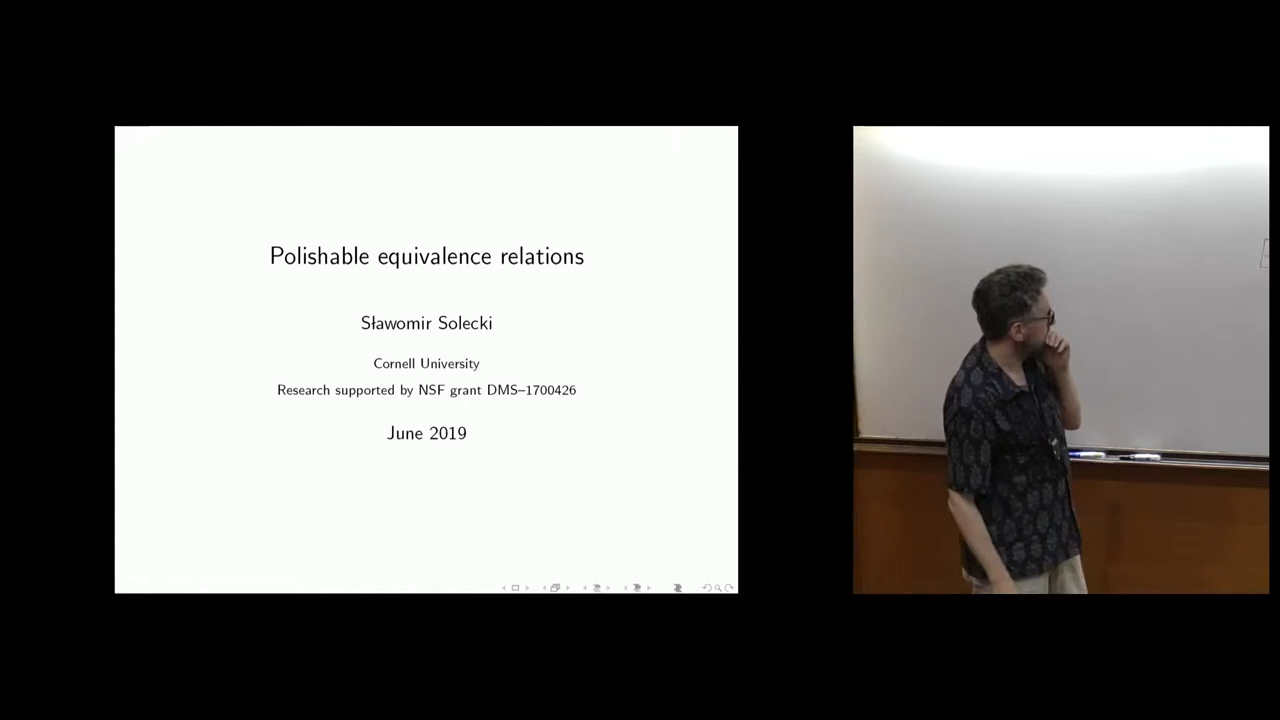 Polishable equivalence relations
Sławomir Solecki
Cornell University
Research supported by NSF grant DMS–1700426
June 2019